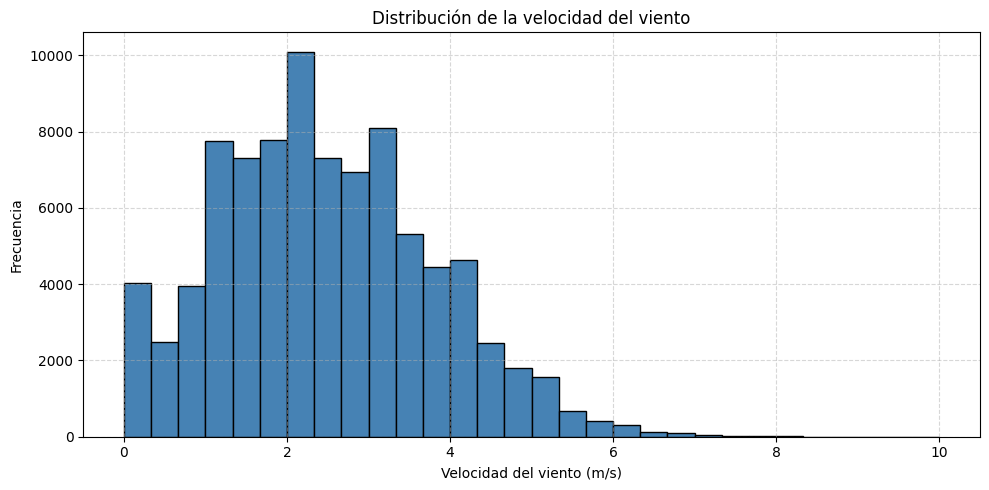 Distribución de la velocidad del viento
10000
8000
6000
4000
2000
0
Frecuencia
0 2 4 6 8 10
Velocidad del viento (m/s)